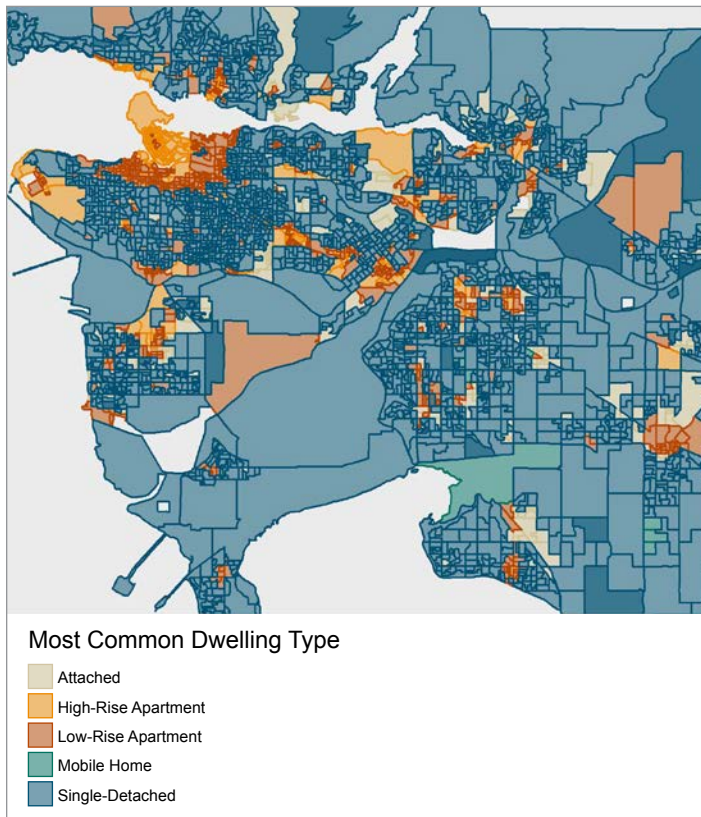 Most Common Dwelling Type
Attached
High-Rise Apartment
Low-Rise Apartment
Mobile Home
Single-Detached